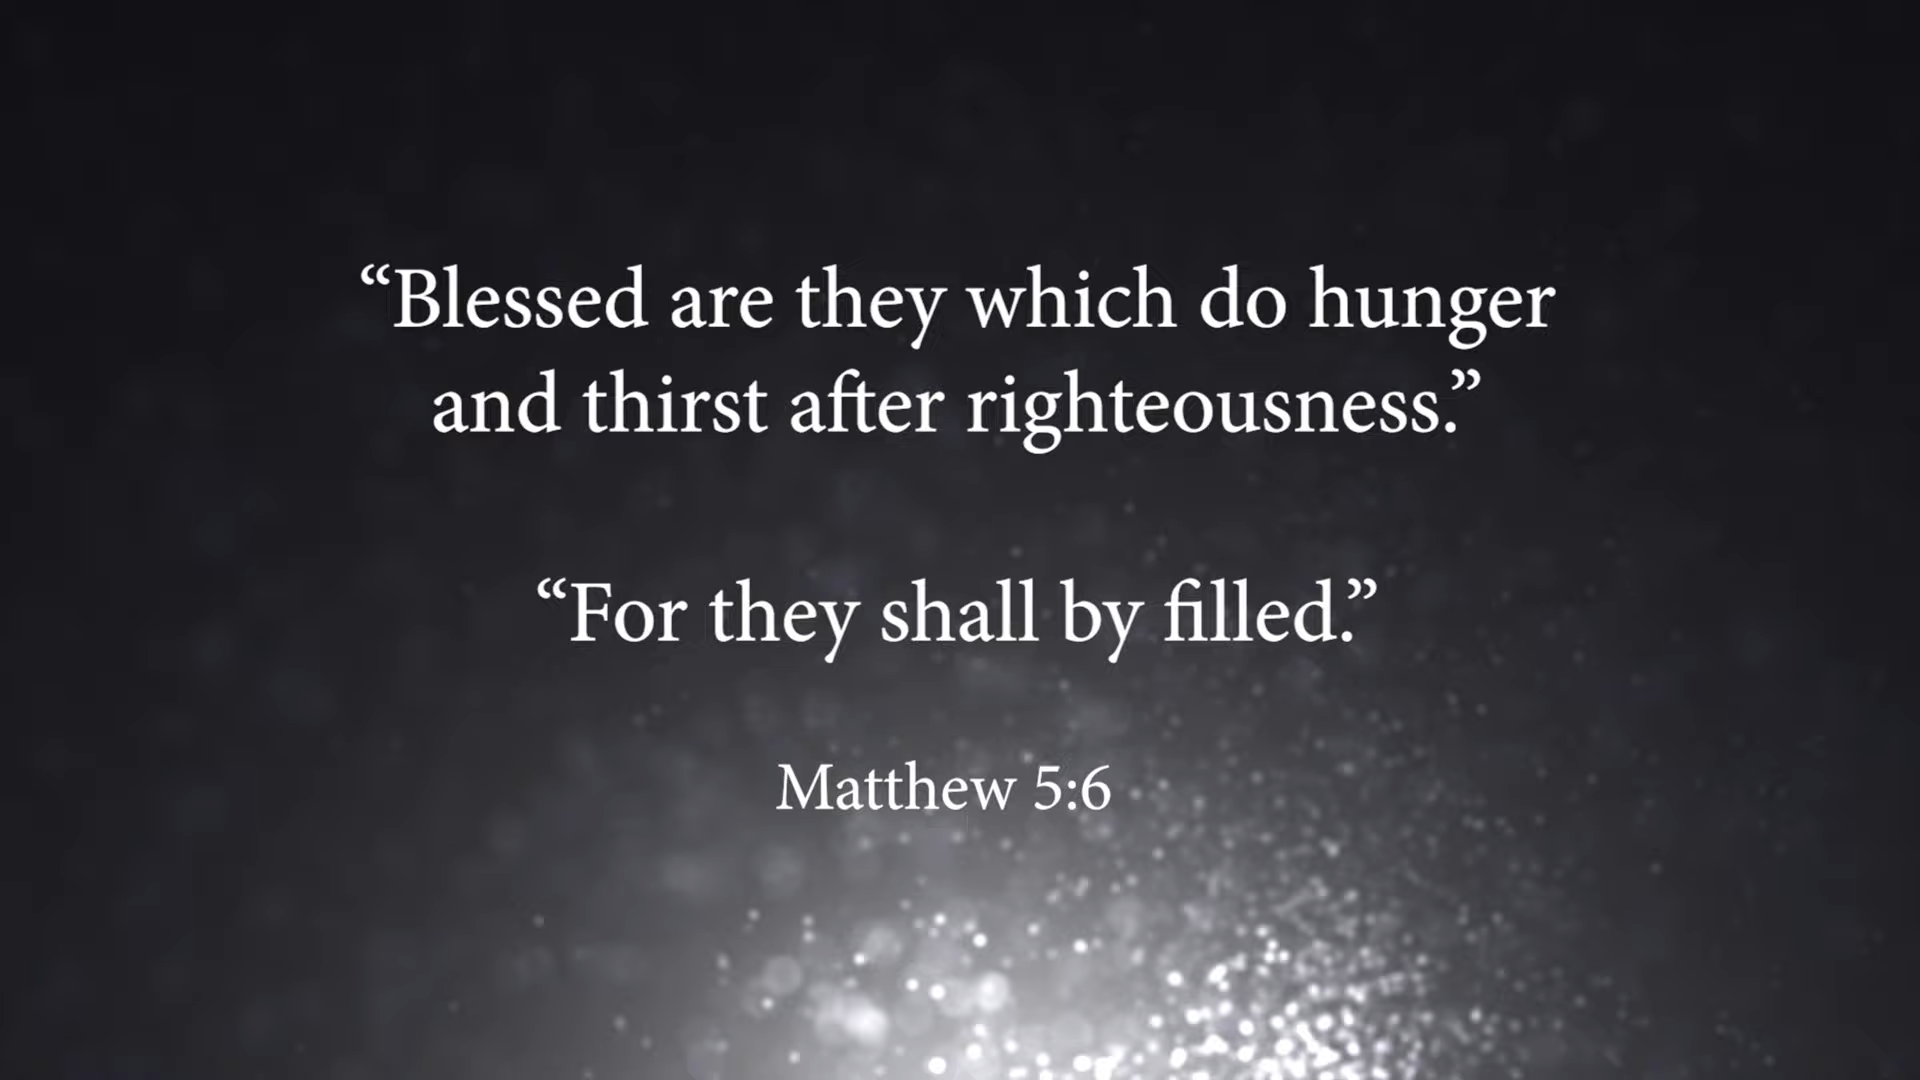 “Blessed are they which do hunger
and thirst after righteousness.”
“For they shall by filled.”
Matthew 5:6